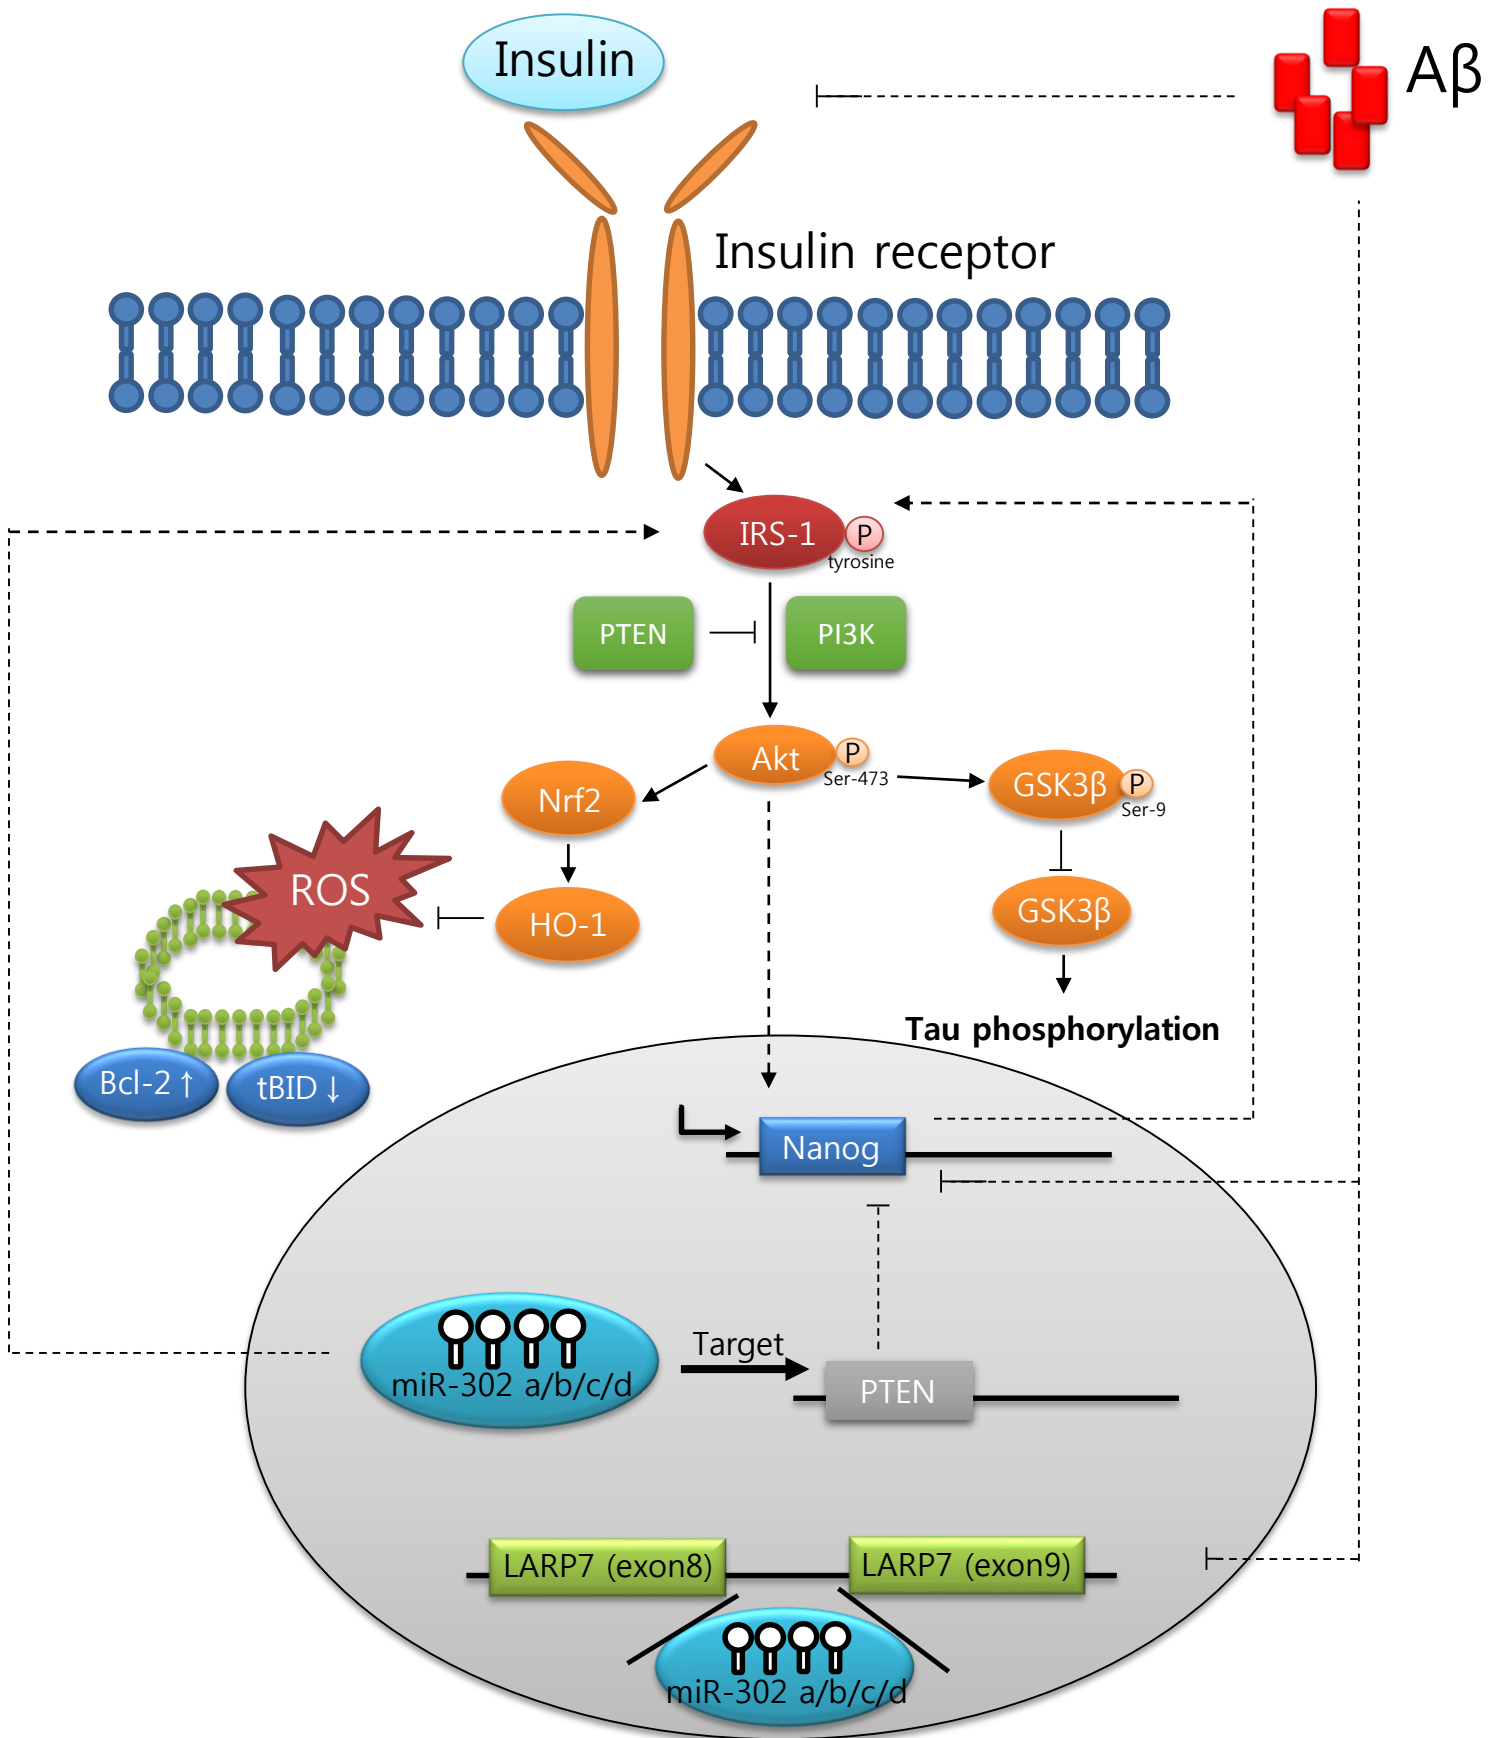 Insulin
Aβ
Insulin receptor
IRS-1
P
tyrosine
PTEN
PI3K
Akt
P
Ser-473
Nrf2
GSK3β
P
Ser-9
ROS
HO-1
GSK3β
Tau phosphorylation
Bcl-2 ↑
tBID ↓
Nanog
Target
miR-302 a/b/c/d
PTEN
LARP7 (exon8)
LARP7 (exon9)
miR-302 a/b/c/d